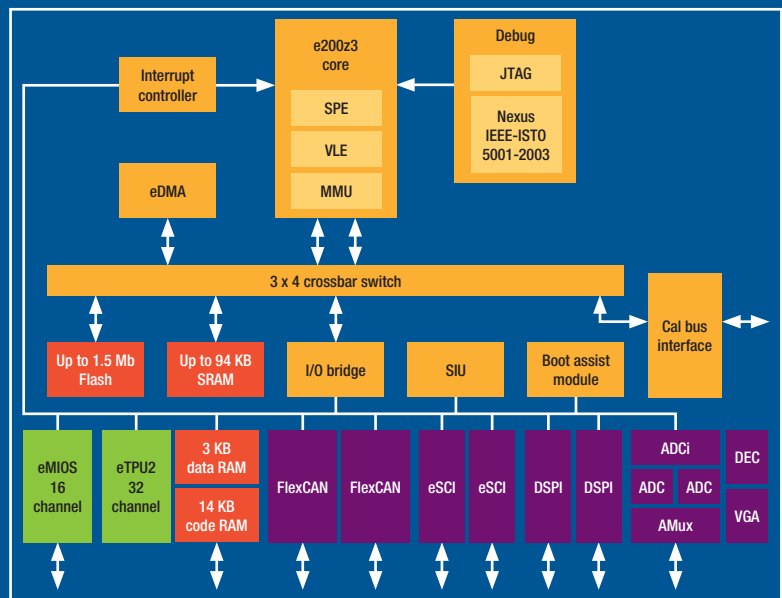 e200z3
core
SPE
VLE
MMU
Debug
JTAG
Nexus
IEEE-ISTO
5001-2003
Interrupt
controller
eDMA
3 x 4 crossbar switch
Cal bus
interface
Up to 1.5 Mb
Flash
Up to 94 KB
SRAM
I/O bridge
SIU
Boot assist
module
eMIOS
16
channel
eTPU2
32
channel
3 KB
data RAM
14 KB
code RAM
FlexCAN
FlexCAN
eSCI
eSCI
DSPI
DSPI
ADCi
ADC
ADC
AMux
DEC
VGA